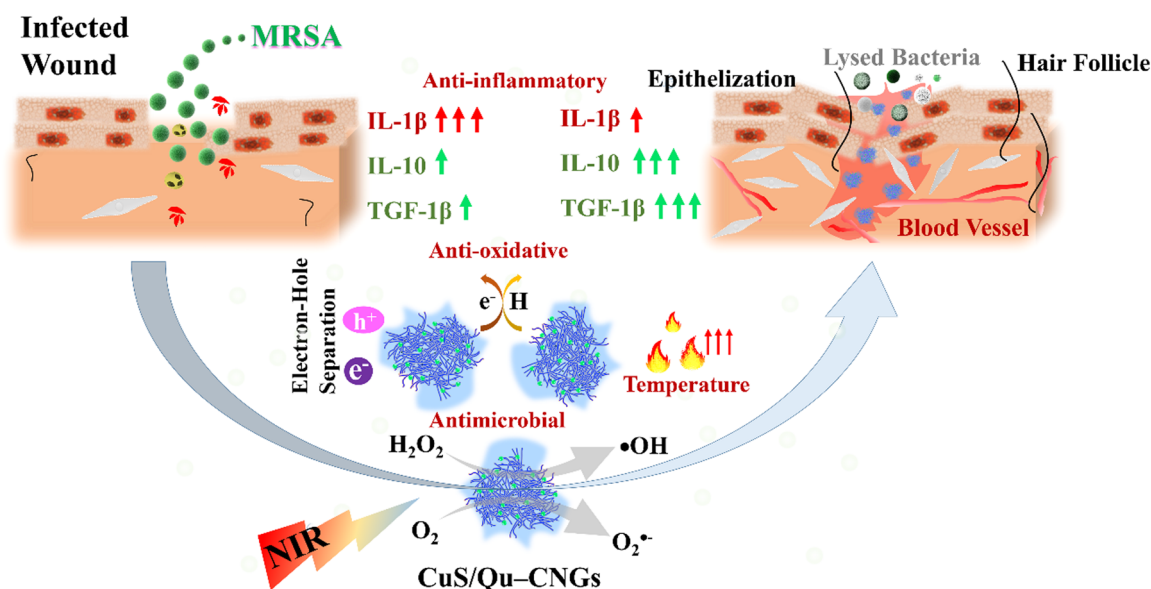 Infected
Wound
MRSA
Anti-inflammatory
IL-1β ↑↑↑
IL-10 ↑
TGF-1β ↑
IL-1β ↑
IL-10 ↑↑↑
TGF-1β ↑↑↑
Epithelization
Lysed Bacteria
Hair Follicle
Blood Vessel
Anti-oxidative
Electron-Hole
Separation
h⁺
e⁻
e⁻
H
↑↑↑
Temperature
Antimicrobial
H₂O₂
•OH
O₂
O₂•⁻
NIR
CuS/Qu–CNGs